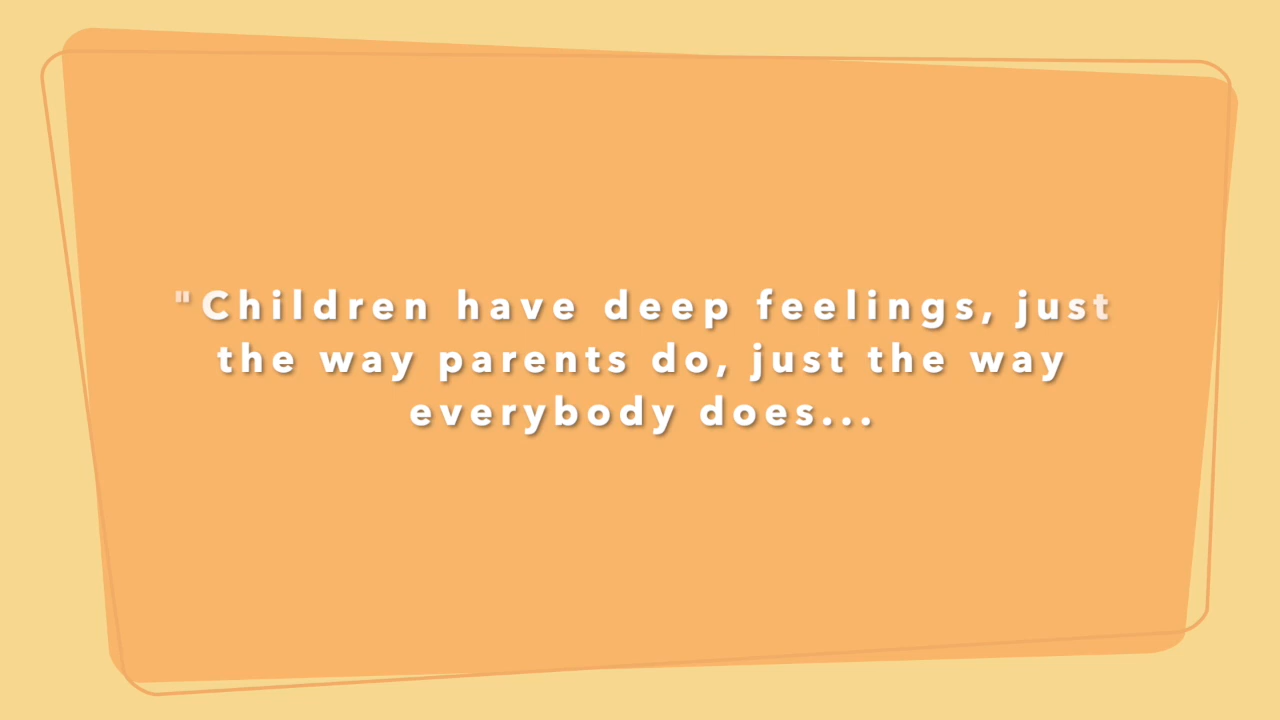 "Children have deep feelings, just
the way parents do, just the way
everybody does...